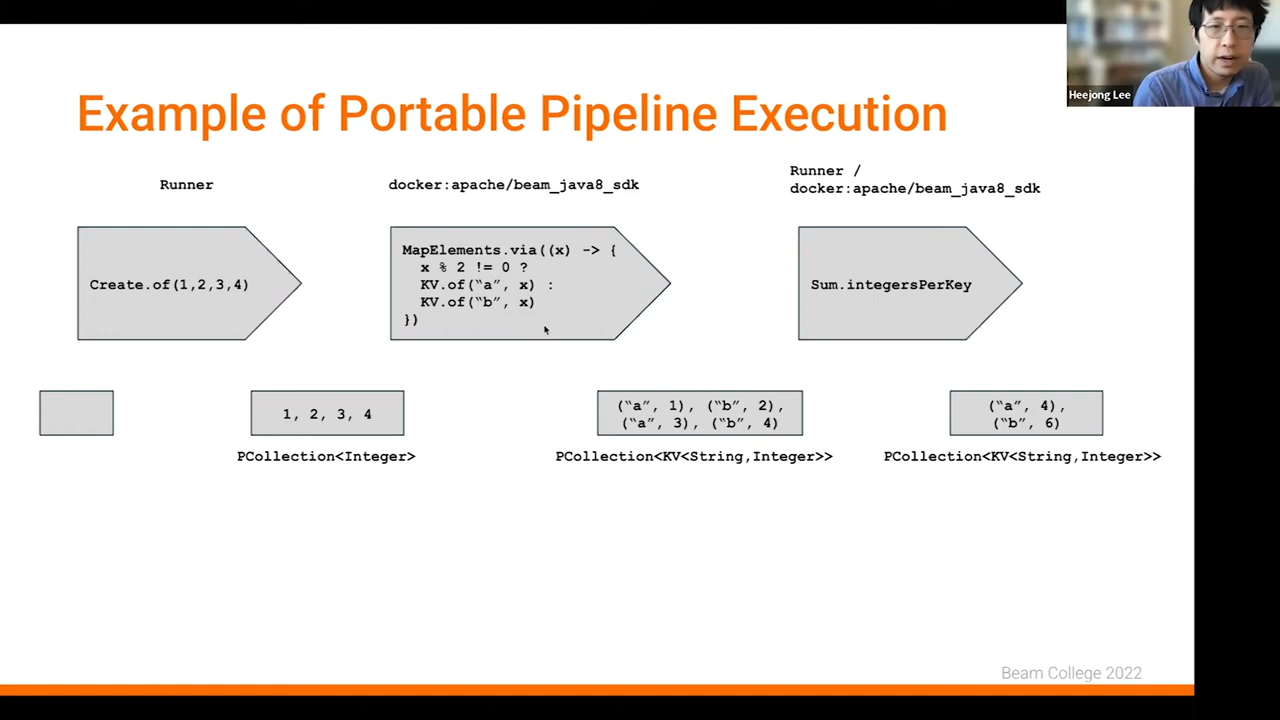 Heejong Lee
Example of Portable Pipeline Execution
Runner
docker:apache/beam_java8_sdk
Runner /
docker:apache/beam_java8_sdk
Create.of(1,2,3,4)
MapElements.via((x) -> {
x % 2 != 0 ?
KV.of(“a”, x) :
KV.of(“b”, x)
})
Sum.integersPerKey
1, 2, 3, 4
(“a”, 1), (“b”, 2),
(“a”, 3), (“b”, 4)
(“a”, 4),
(“b”, 6)
PCollection<Integer>
PCollection<KV<String,Integer>>
PCollection<KV<String,Integer>>
Beam College 2022